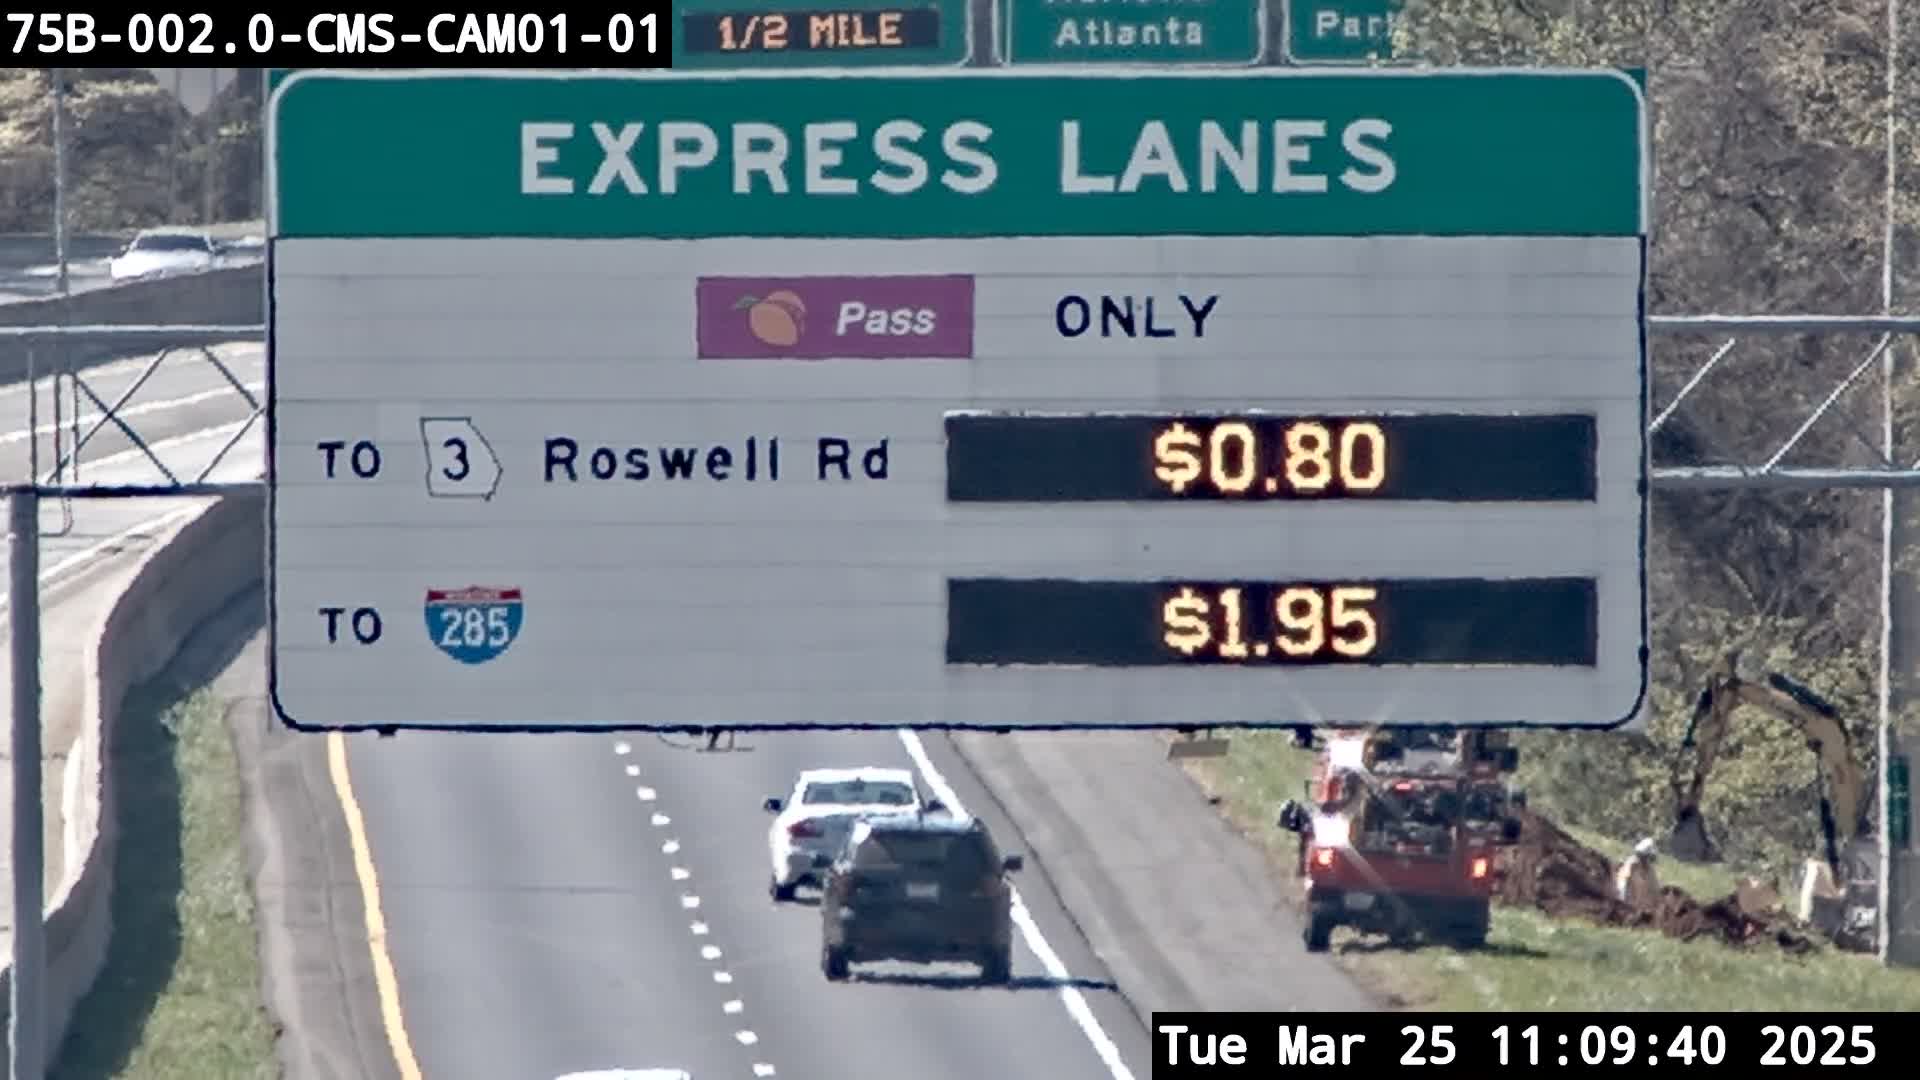 75B-002.0-CMS-CAM01-01
1/2 MILE
Atlanta
EXPRESS LANES
Pass ONLY
TO 3 Roswell Rd $0.80
TO 285 $1.95
Tue Mar 25 11:09:40 2025